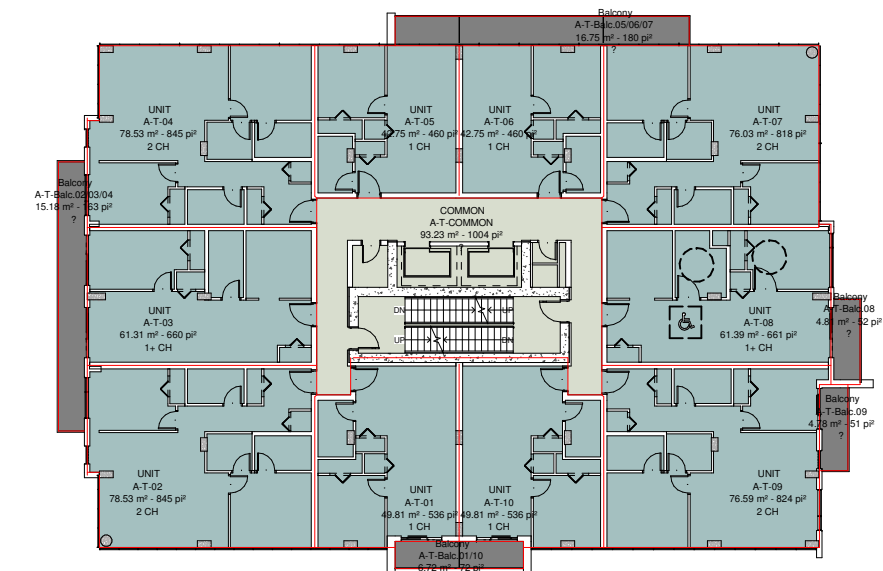 Balcony
A-T-Balc.05/06/07
16.75 m² - 180 pi²
?
UNIT
A-T-04
78.53 m² - 845 pi²
2 CH
UNIT
A-T-05
42.75 m² - 460 pi²
1 CH
UNIT
A-T-06
42.75 m² - 460 pi²
1 CH
UNIT
A-T-07
76.03 m² - 818 pi²
2 CH
Balcony
A-T-Balc.02/03/04
15.18 m² - 163 pi²
?
COMMON
A-T-COMMON
93.23 m² - 1004 pi²
UNIT
A-T-03
61.31 m² - 660 pi²
1+ CH
DN
UP
UP
DN
UNIT
A-T-08
61.39 m² - 661 pi²
1+ CH
Balcony
A-T-Balc.08
4.81 m² - 52 pi²
?
Balcony
A-T-Balc.09
4.78 m² - 51 pi²
?
UNIT
A-T-02
78.53 m² - 845 pi²
2 CH
UNIT
A-T-01
49.81 m² - 536 pi²
1 CH
UNIT
A-T-10
49.81 m² - 536 pi²
1 CH
UNIT
A-T-09
76.59 m² - 824 pi²
2 CH
Balcony
A-T-Balc.01/10
6.72 m² - 72 pi²